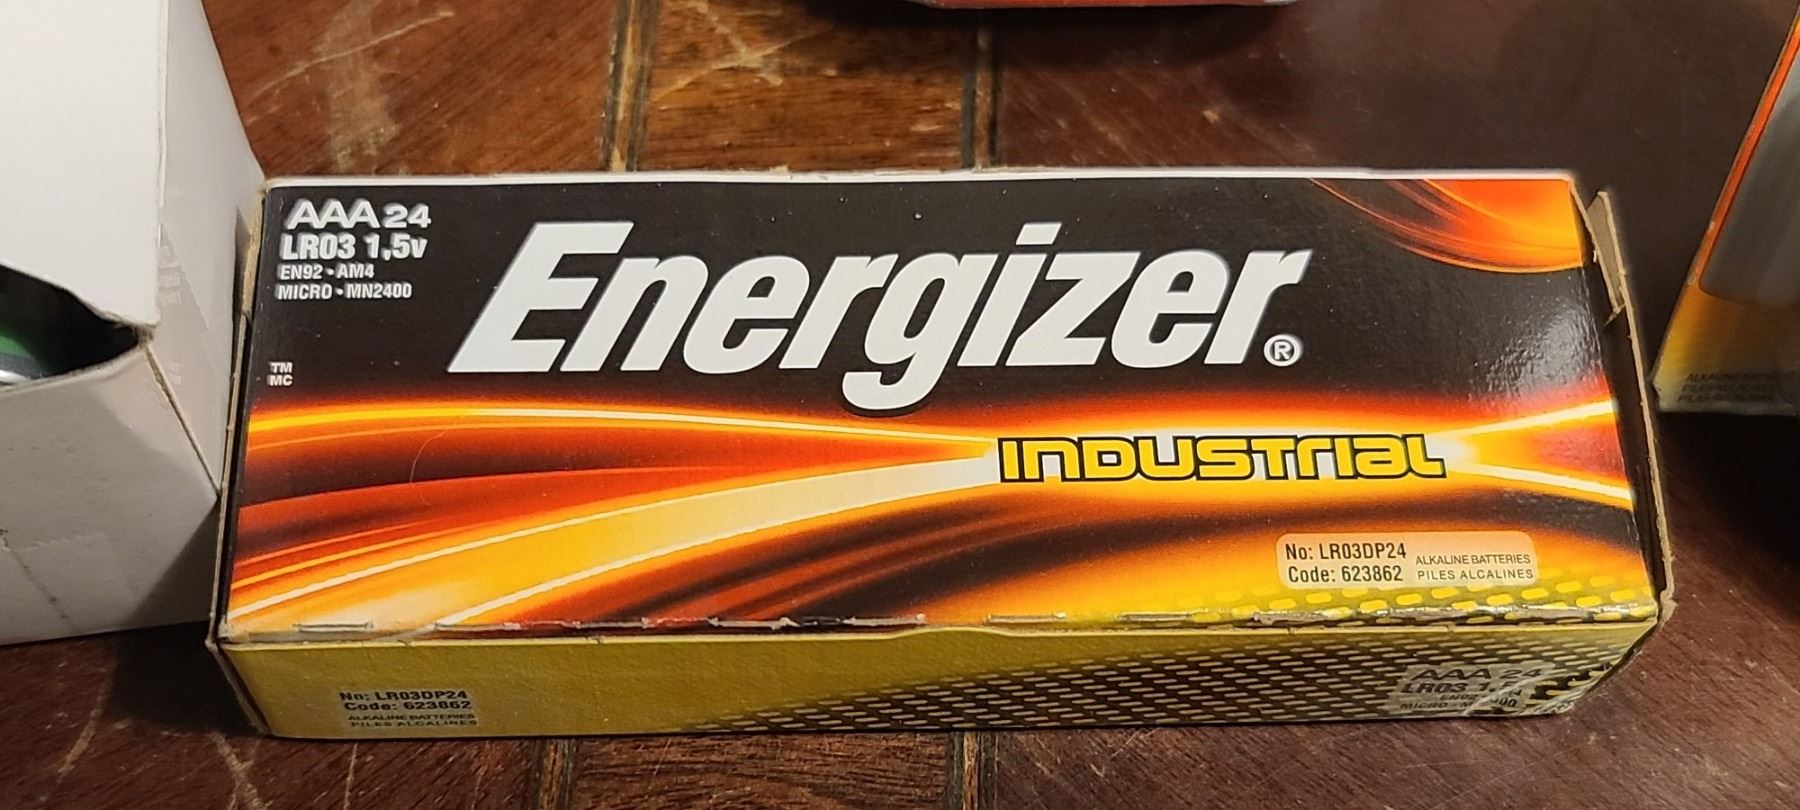 AAA 24
LR03 1,5v
EN92 • AM4
MICRO • MN2400
TM
MC
Energizer®
INDUSTRIAL
No: LR03DP24
Code: 623862
ALKALINE BATTERIES
PILES ALCALINES
No: LR03DP24
Code: 623862
ALKALINE BATTERIES
PILES ALCALINES
AAA 24
LR03